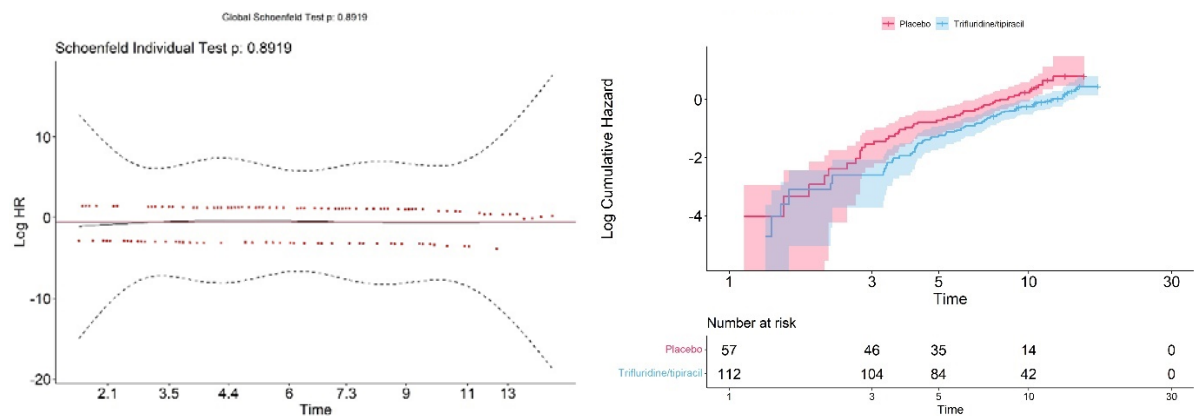 Global Schoenfeld Test p: 0.8919
Schoenfeld Individual Test p: 0.8919
Log HR
10
0
-10
-20
2.1 3.5 4.4 6 7.3 9 11 13
Time
Placebo Trifluridine/tipiracil
Log Cumulative Hazard
0
-2
-4
1 3 5 10 30
Time
Number at risk
Placebo 57 46 35 14 0
Trifluridine/tipiracil 112 104 84 42 0
1 3 5 10 30
Time